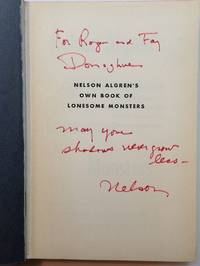 For Roger and Fay
Donoghue
NELSON ALGREN'S
OWN BOOK OF
LONESOME MONSTERS
may your
shadows never grow
less—
Nelson